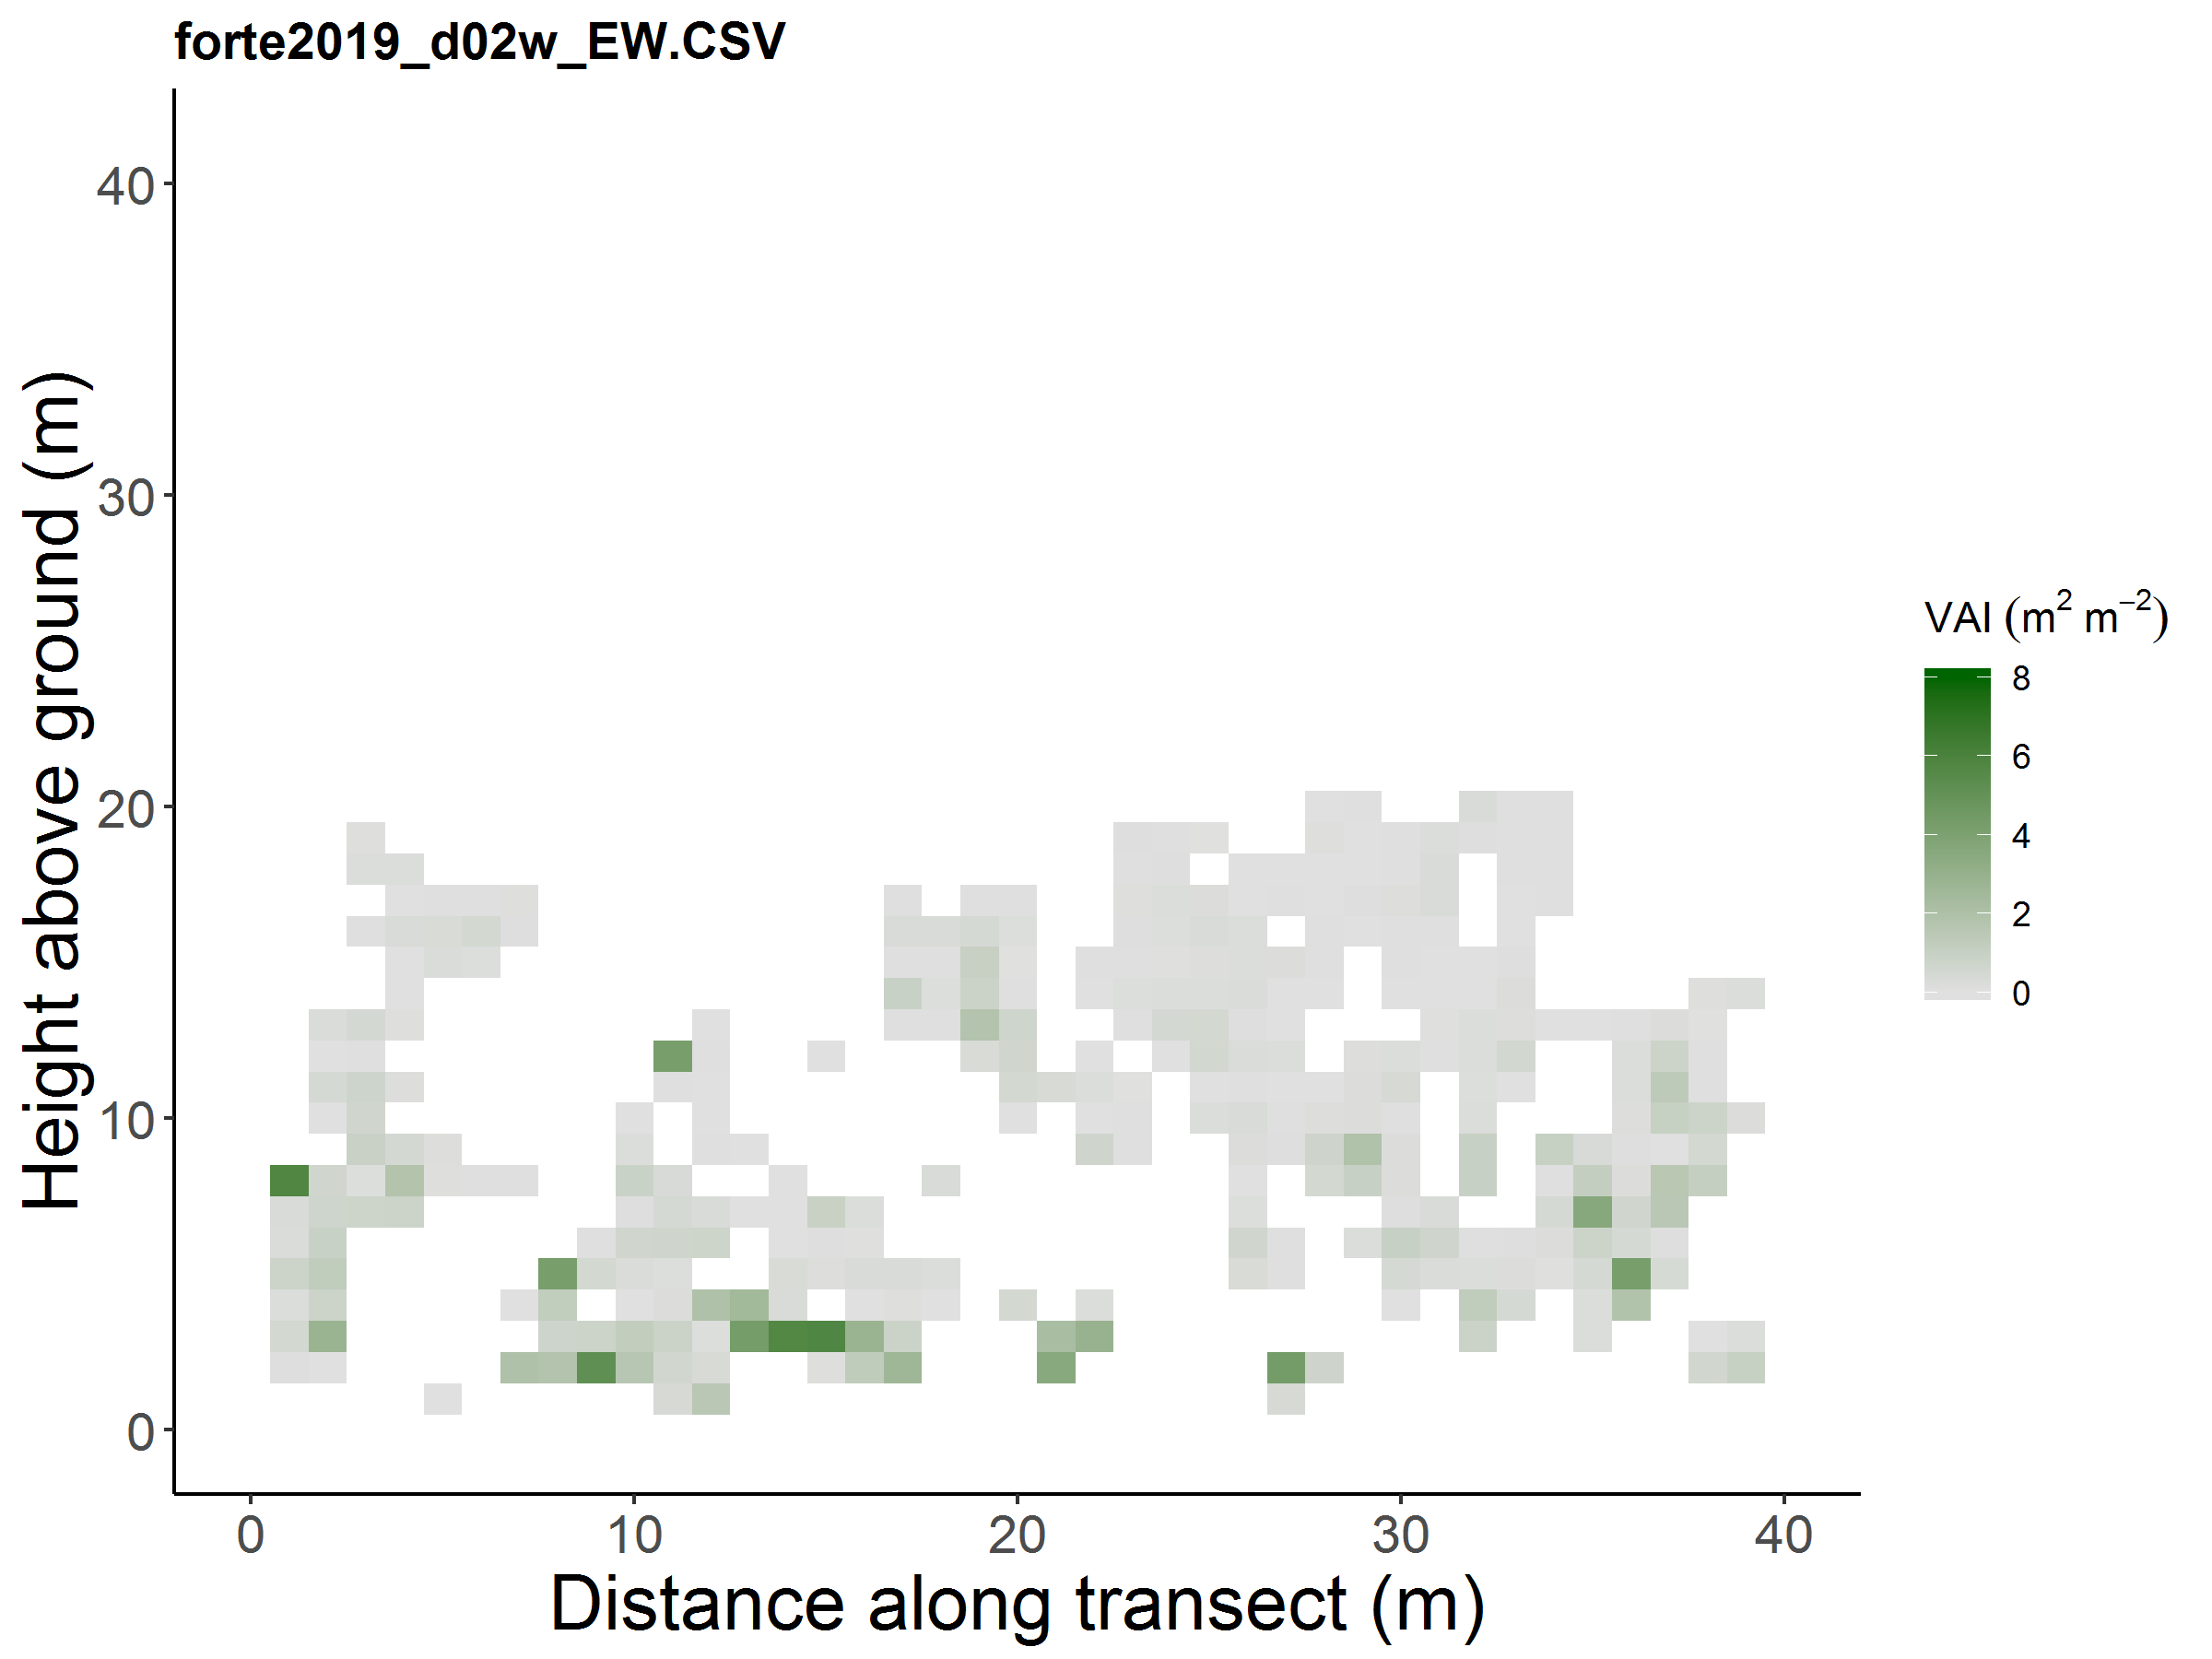 forte2019_d02w_EW.CSV
Height above ground (m)
40
30
20
10
0
0 10 20 30 40
Distance along transect (m)
VAI (m² m⁻²)
8
6
4
2
0